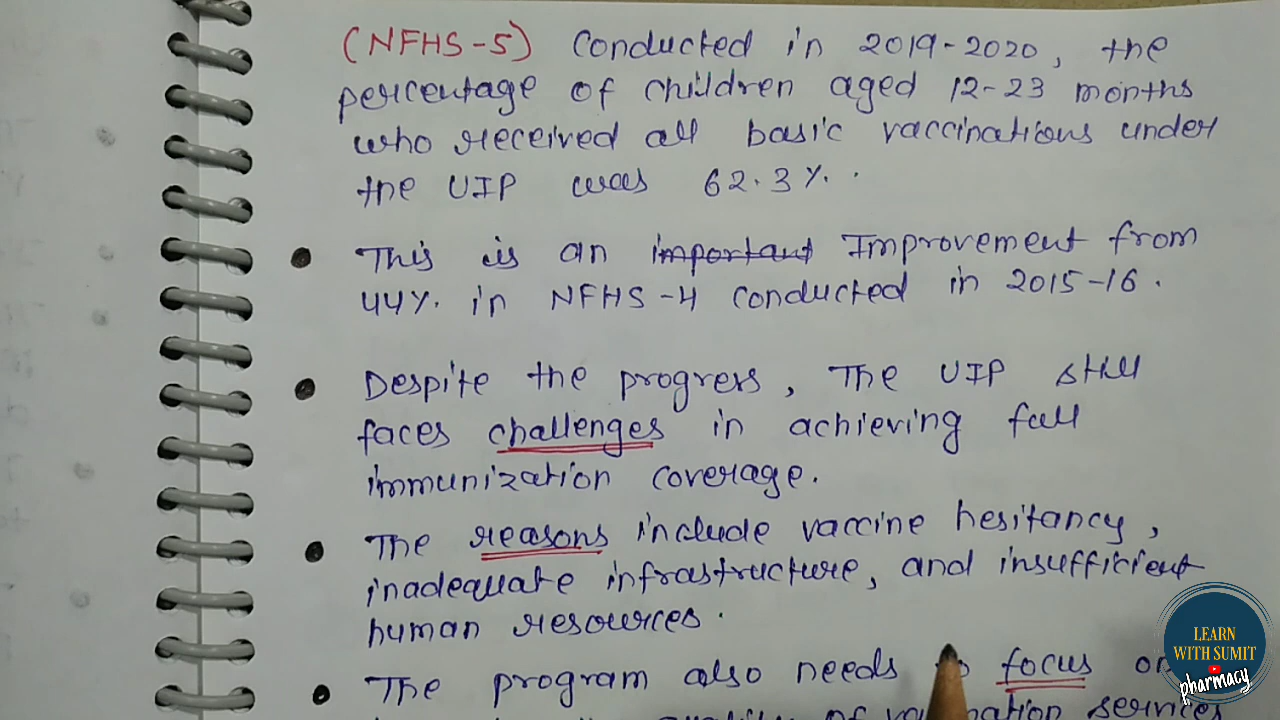 (NFHS-5) conducted in 2019-2020, the
percentage of children aged 12-23 months
who received all basic vaccinations under
the UIP was 62.3%.
This is an important Improvement from
44% in NFHS-4 conducted in 2015-16.
Despite the progress, The UIP still
faces challenges in achieving full
immunization coverage.
The reasons include vaccine hesitancy,
inadequate infrastructure, and insufficient
human resources.
The program also needs focus
of services
LEARN
WITH SUMIT
pharmacy